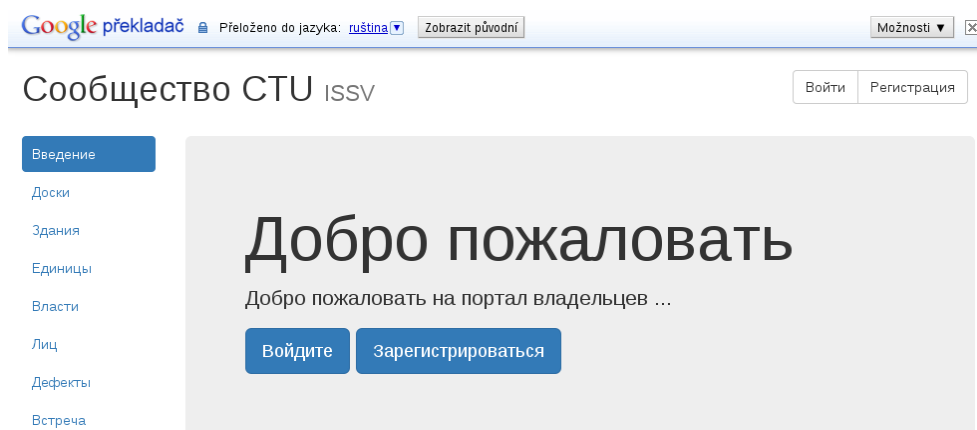 Google překladač Přeloženo do jazyka: ruština Zobrazit původní Možnosti ▼
Сообщество CTU ISSV
Войти Регистрация
Введение
Доски
Здания
Единицы
Власти
Лиц
Дефекты
Встреча
Добро пожаловать
Добро пожаловать на портал владельцев ...
Войдите Зарегистрироваться